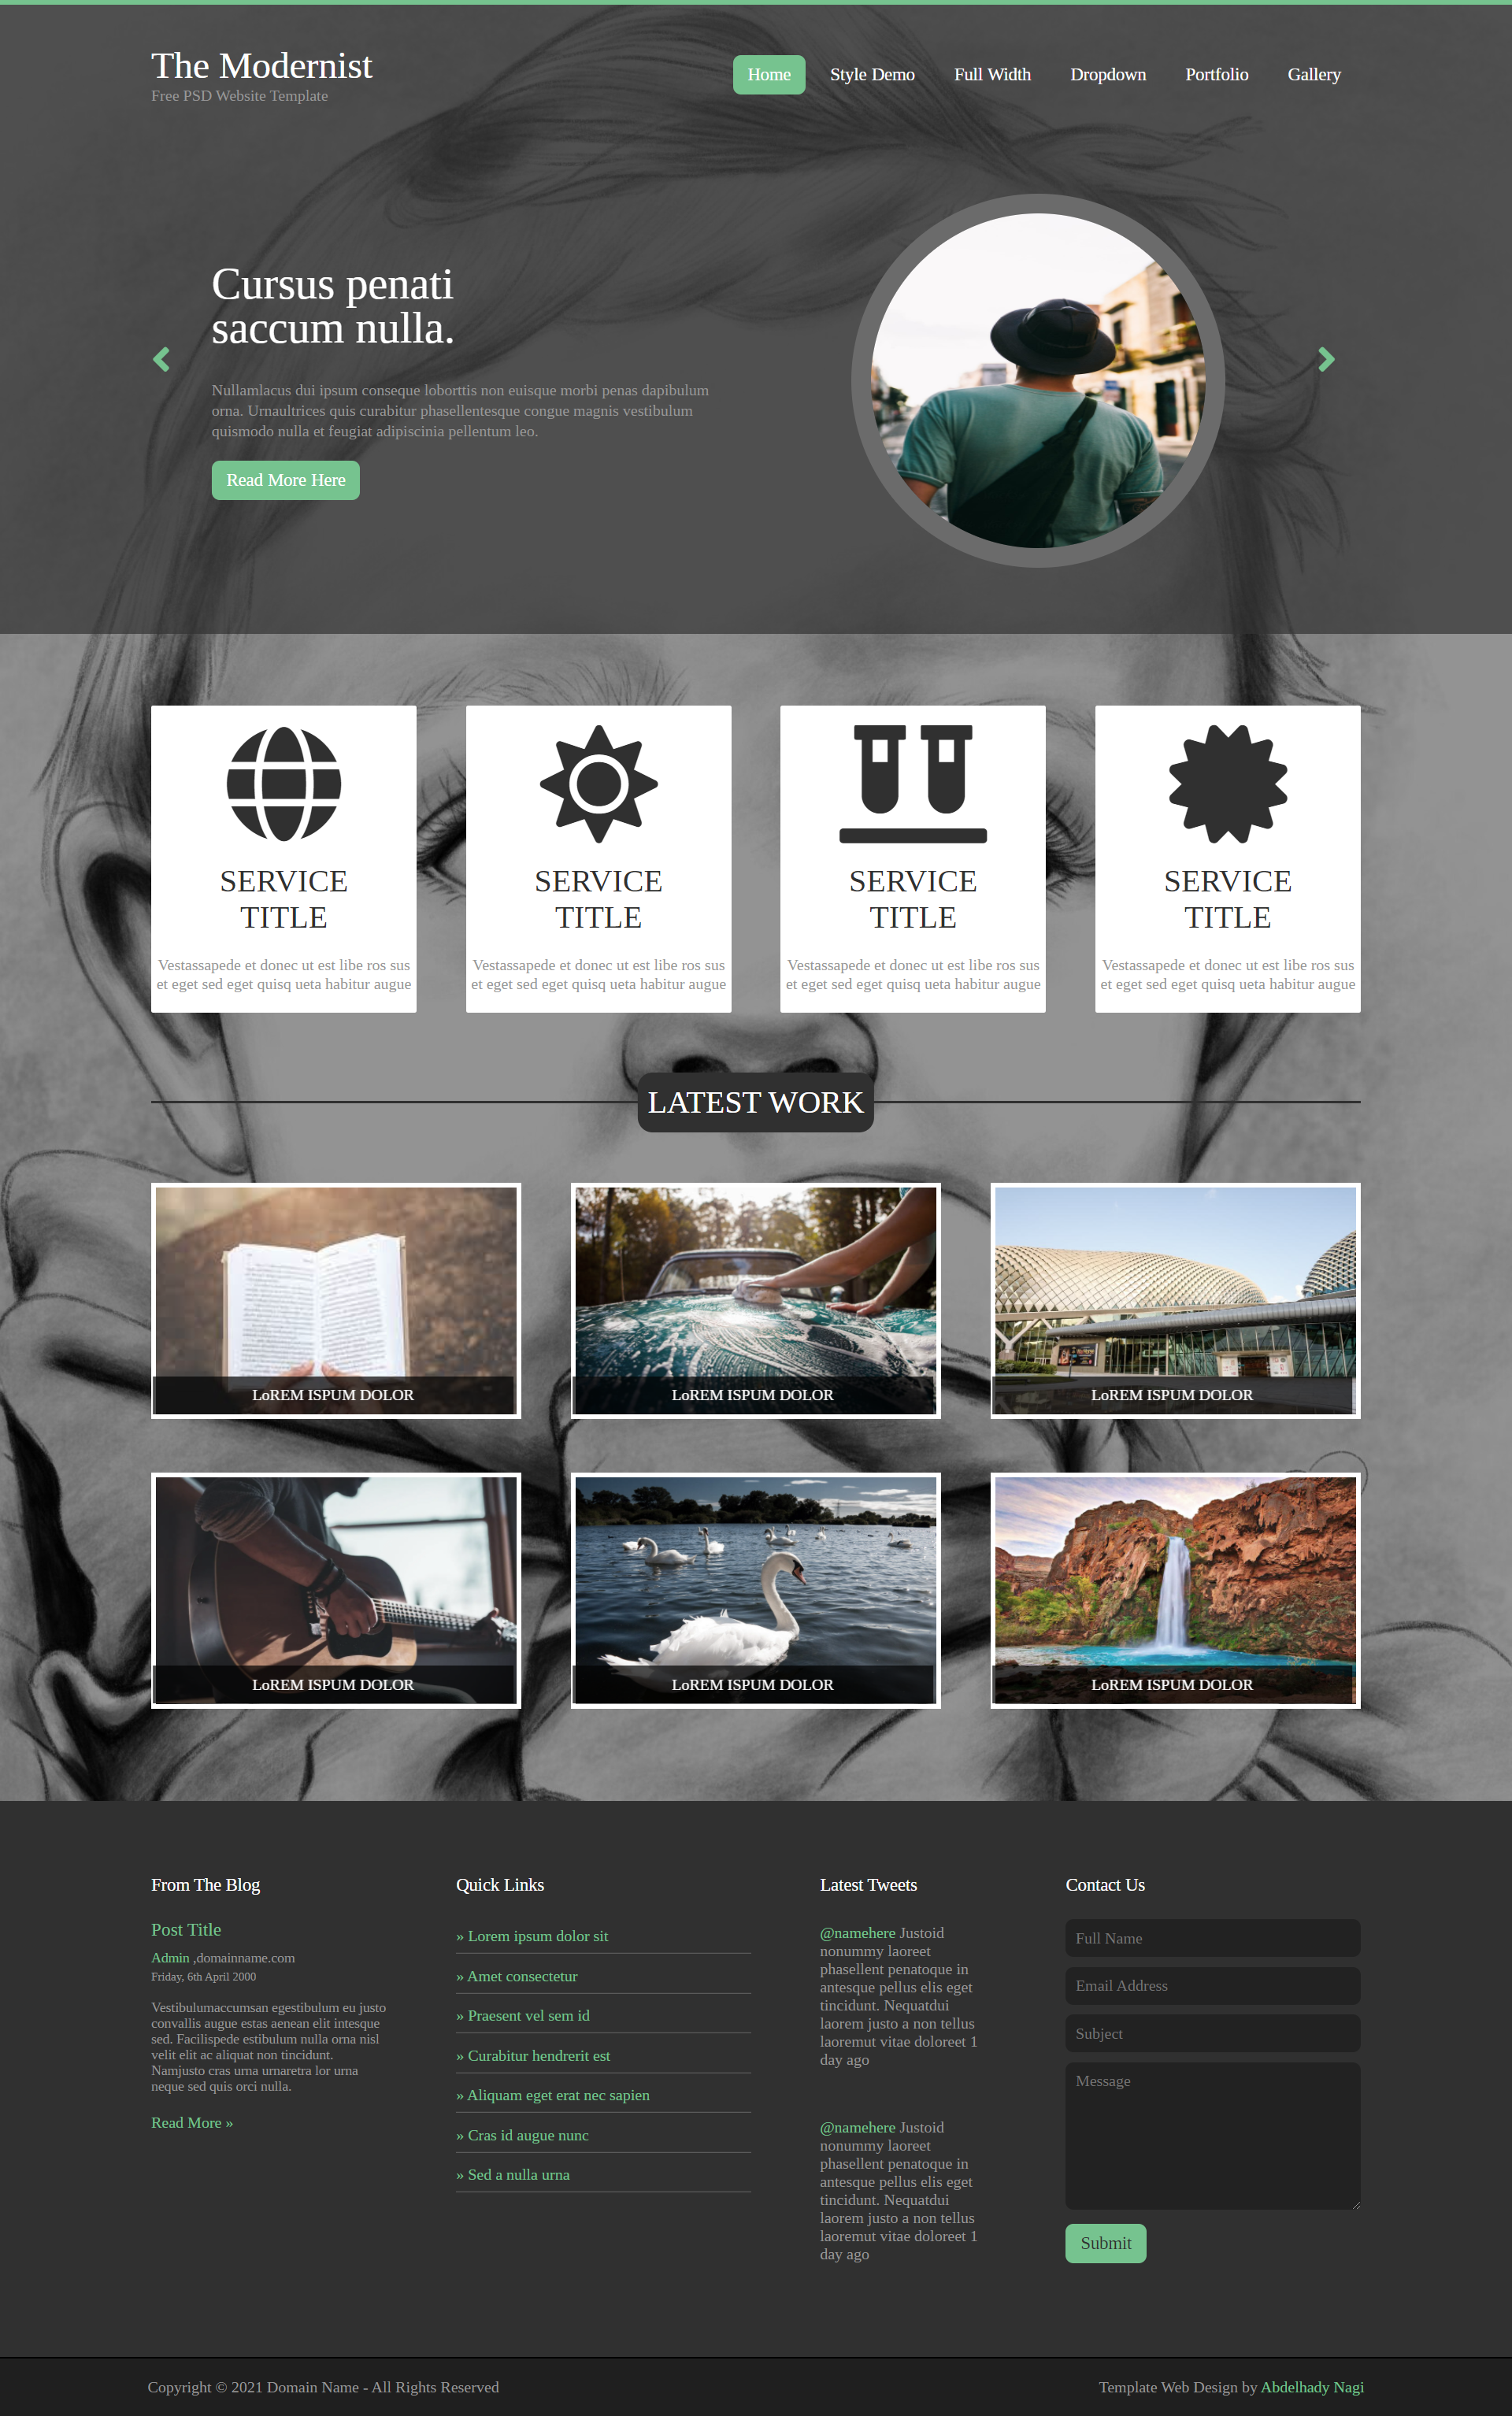 The Modernist
Free PSD Website Template
Home Style Demo Full Width Dropdown Portfolio Gallery
Cursus penati
saccum nulla.
Nullamlacus dui ipsum conseque loborttis non euisque morbi penas dapibulum
orna. Urnaultrices quis curabitur phasellentesque congue magnis vestibulum
quismodo nulla et feugiat adipiscinia pellentum leo.
Read More Here
SERVICE
TITLE
Vestassapede et donec ut est libe ros sus
et eget sed eget quisq ueta habitur augue
SERVICE
TITLE
Vestassapede et donec ut est libe ros sus
et eget sed eget quisq ueta habitur augue
SERVICE
TITLE
Vestassapede et donec ut est libe ros sus
et eget sed eget quisq ueta habitur augue
SERVICE
TITLE
Vestassapede et donec ut est libe ros sus
et eget sed eget quisq ueta habitur augue
LATEST WORK
LoREM ISPUM DOLOR
LoREM ISPUM DOLOR
LoREM ISPUM DOLOR
LoREM ISPUM DOLOR
LoREM ISPUM DOLOR
LoREM ISPUM DOLOR
From The Blog
Post Title
Admin ,domainname.com
Friday, 6th April 2000
Vestibulumaccumsan egestibulum eu justo
convallis augue estas aenean elit intesque
sed. Facilispede estibulum nulla orna nisl
velit elit ac aliquat non tincidunt.
Namjusto cras urna urnaretra lor urna
neque sed quis orci nulla.
Read More »
Quick Links
» Lorem ipsum dolor sit
» Amet consectetur
» Praesent vel sem id
» Curabitur hendrerit est
» Aliquam eget erat nec sapien
» Cras id augue nunc
» Sed a nulla urna
Latest Tweets
@namehere Justoid
nonummy laoreet
phasellent penatoque in
antesque pellus elis eget
tincidunt. Nequatdui
laorem justo a non tellus
laoremut vitae doloreet 1
day ago
@namehere Justoid
nonummy laoreet
phasellent penatoque in
antesque pellus elis eget
tincidunt. Nequatdui
laorem justo a non tellus
laoremut vitae doloreet 1
day ago
Contact Us
Full Name
Email Address
Subject
Message
Submit
Copyright © 2021 Domain Name - All Rights Reserved
Template Web Design by Abdelhady Nagi